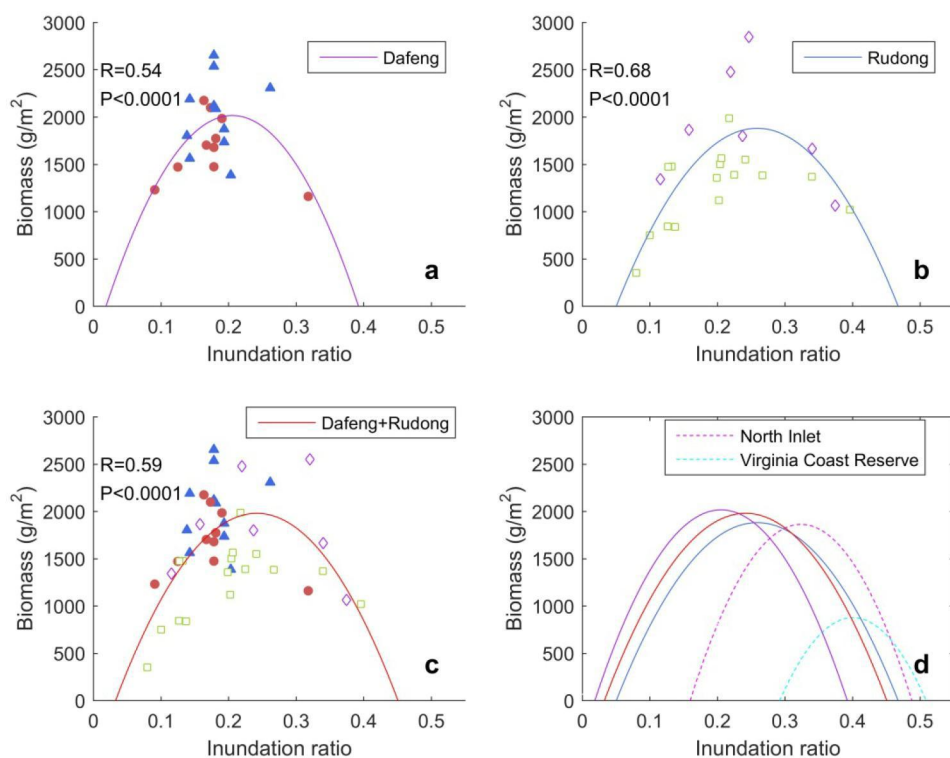 3000
2500
2000
1500
1000
500
0
Biomass (g/m²)
R=0.54
P<0.0001
Dafeng
a
0 0.1 0.2 0.3 0.4 0.5
Inundation ratio
3000
2500
2000
1500
1000
500
0
Biomass (g/m²)
R=0.68
P<0.0001
Rudong
b
0 0.1 0.2 0.3 0.4 0.5
Inundation ratio
3000
2500
2000
1500
1000
500
0
Biomass (g/m²)
R=0.59
P<0.0001
Dafeng+Rudong
c
0 0.1 0.2 0.3 0.4 0.5
Inundation ratio
3000
2500
2000
1500
1000
500
0
Biomass (g/m²)
North Inlet
Virginia Coast Reserve
d
0 0.1 0.2 0.3 0.4 0.5
Inundation ratio